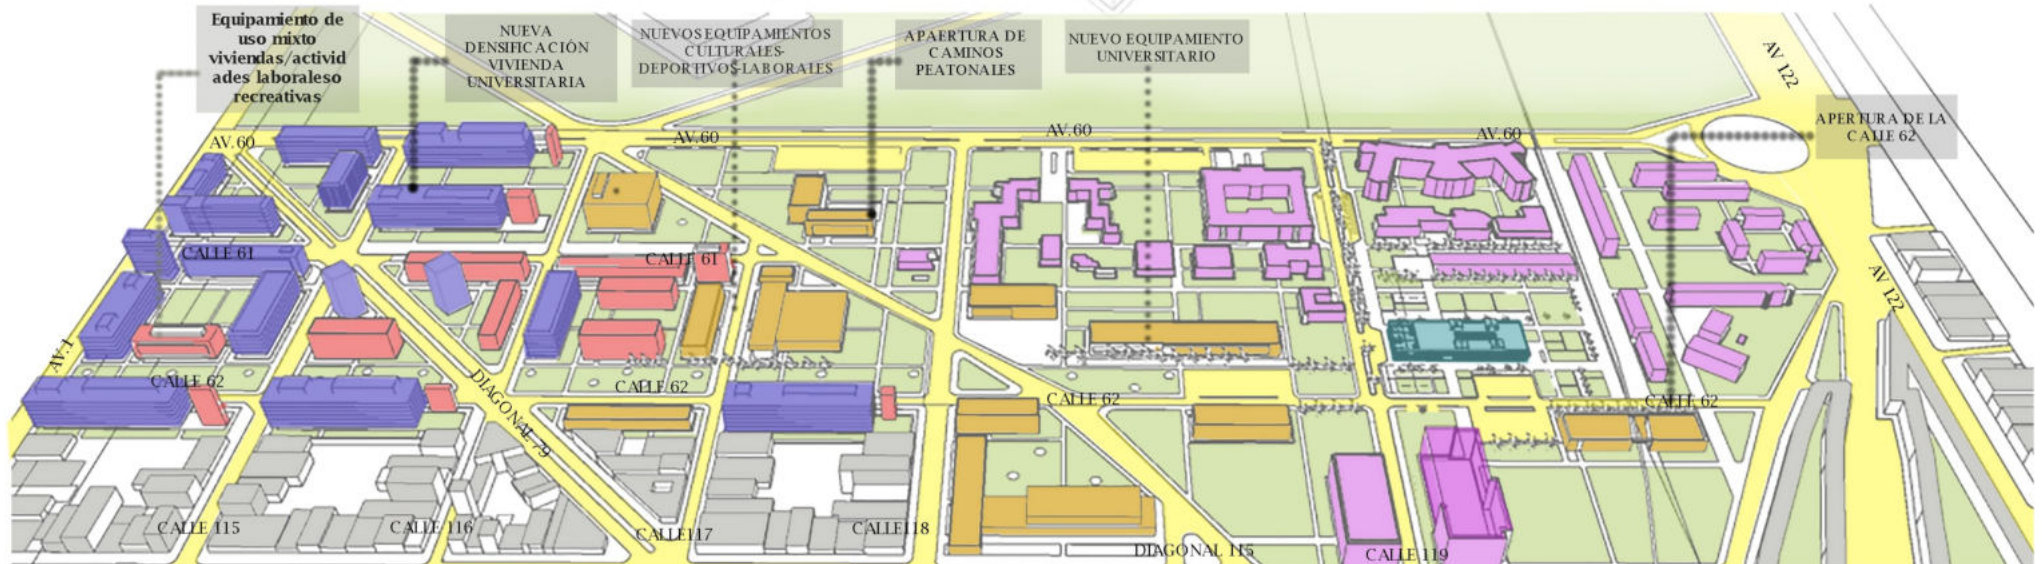 Equipamiento de
uso mixto
viviendas/activid
ades laboraleso
recreativas
NUEVA
DENSIFICACIÓN
VIVIENDA
UNIVERSITARIA
NUEVOS EQUIPAMIENTOS
CULTURALES-
DEPORTIVOS-LABORALES
APAERTURA DE
CAMINOS
PEATONALES
NUEVO EQUIPAMIENTO
UNIVERSITARIO
AV 122
APERTURA DE LA
CALLE 62
AV.60
AV.60
AV.60
AV.60
CALLE 61
CALLE 61
AV 122
AV.1
CALLE 62
DIAGONAL 79
CALLE 62
CALLE 62
CALLE 62
CALLE 115
CALLE 116
CALLE117
CALLE118
DIAGONAL 115
CALLE 119